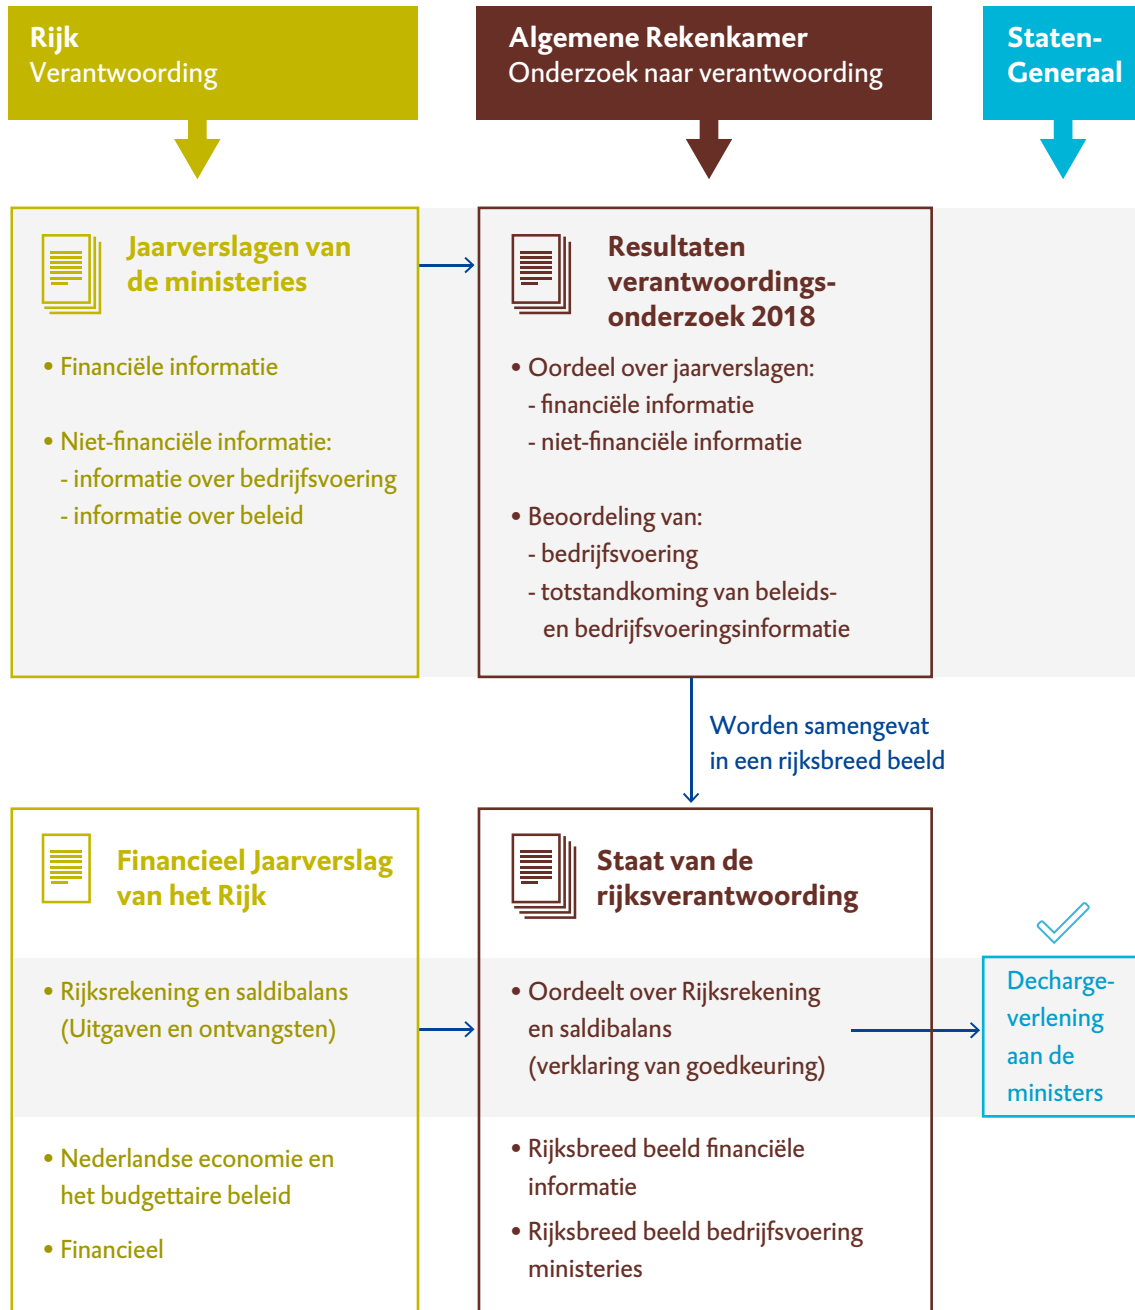 Rijk
Verantwoording
Algemene Rekenkamer
Onderzoek naar verantwoording
Staten-
Generaal
Jaarverslagen van
de ministeries
• Financiële informatie
• Niet-financiële informatie:
- informatie over bedrijfsvoering
- informatie over beleid
Resultaten
verantwoordings-
onderzoek 2018
• Oordeel over jaarverslagen:
- financiële informatie
- niet-financiële informatie
• Beoordeling van:
- bedrijfsvoering
- totstandkoming van beleids-
en bedrijfsvoeringsinformatie
Worden samengevat
in een rijksbreed beeld
Financieel Jaarverslag
van het Rijk
• Rijksrekening en saldibalans
(Uitgaven en ontvangsten)
• Nederlandse economie en
het budgettaire beleid
• Financieel
Staat van de
rijksverantwoording
• Oordeelt over Rijksrekening
en saldibalans
(verklaring van goedkeuring)
• Rijksbreed beeld financiële
informatie
• Rijksbreed beeld bedrijfsvoering
ministeries
Decharge-
verlening
aan de
ministers